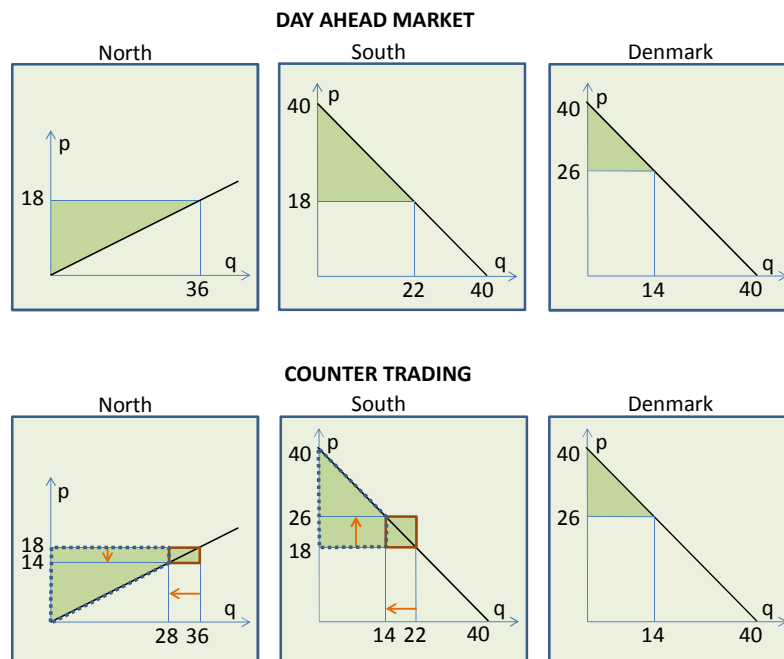 DAY AHEAD MARKET
North South Denmark
p
18
q
36
40 p
18
q
22 40
40 p
26
q
14 40
COUNTER TRADING
North South Denmark
p
18
14
q
28 36
40 p
26
18
q
14 22 40
40 p
26
q
14 40